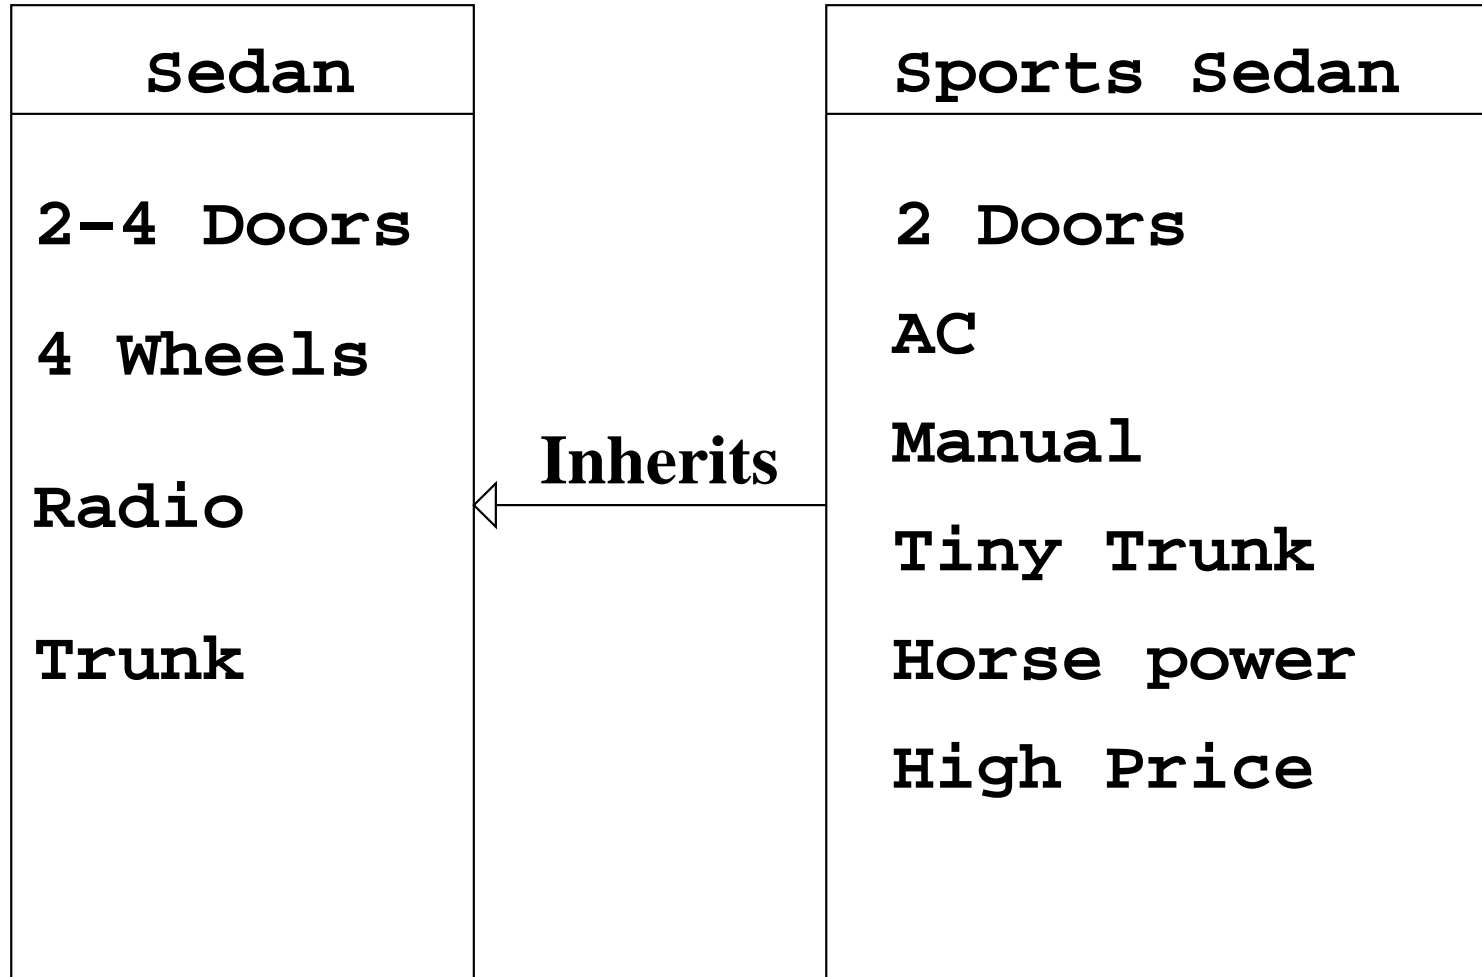 Sedan
2-4 Doors
4 Wheels
Radio
Trunk
Inherits
Sports Sedan
2 Doors
AC
Manual
Tiny Trunk
Horse power
High Price